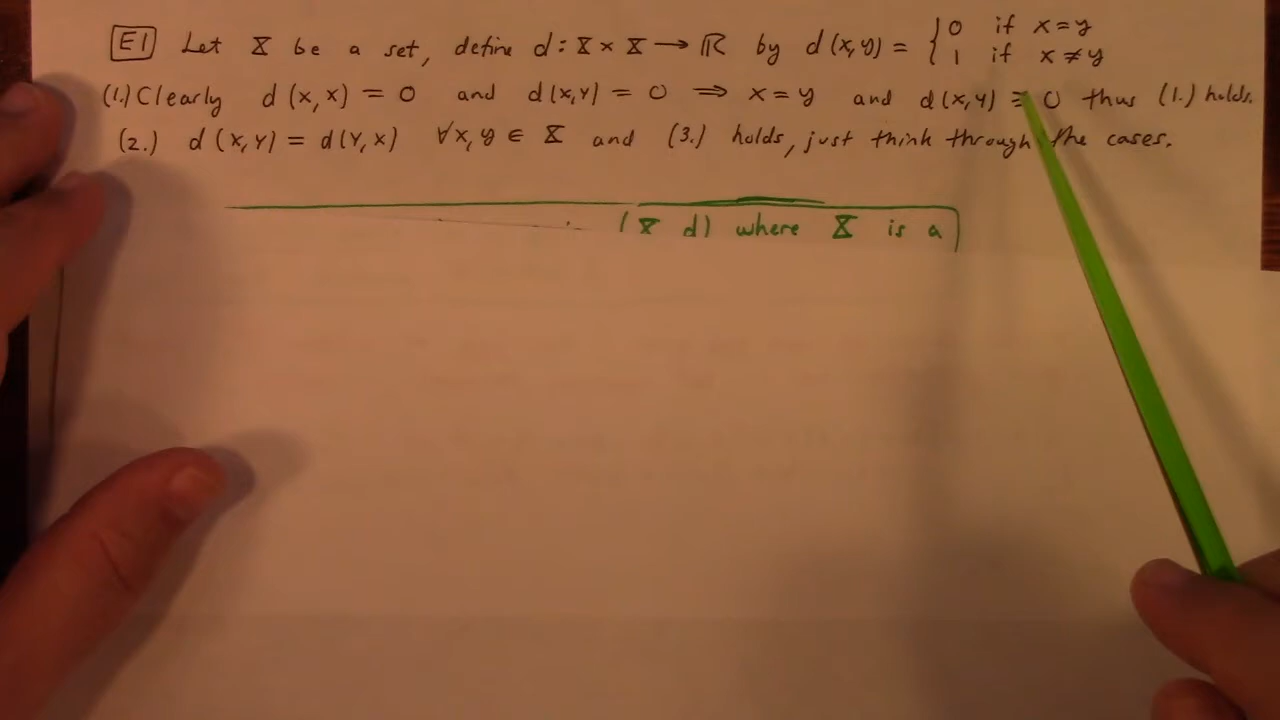 E1 Let X be a set, define d : X × X → ℝ by d(x,y) = { 0 if x = y
1 if x ≠ y
(1.) Clearly d(x,x) = 0 and d(x,y) = 0 ⇒ x = y and d(x,y) ≥ 0 thus (1.) holds.
(2.) d(x,y) = d(y,x) ∀x,y ∈ X and (3.) holds, just think through the cases.
(X d) where X is a